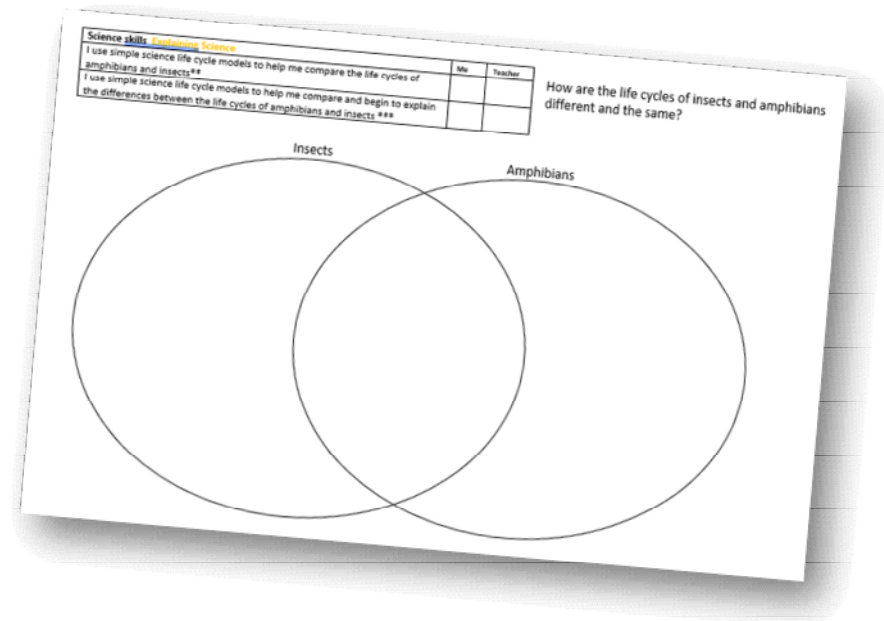 Science skills Explaining Science
Me
Teacher
I use simple science life cycle models to help me compare the life cycles of
amphibians and insects**
I use simple science life cycle models to help me compare and begin to explain
the differences between the life cycles of amphibians and insects ***
How are the life cycles of insects and amphibians
different and the same?
Insects
Amphibians